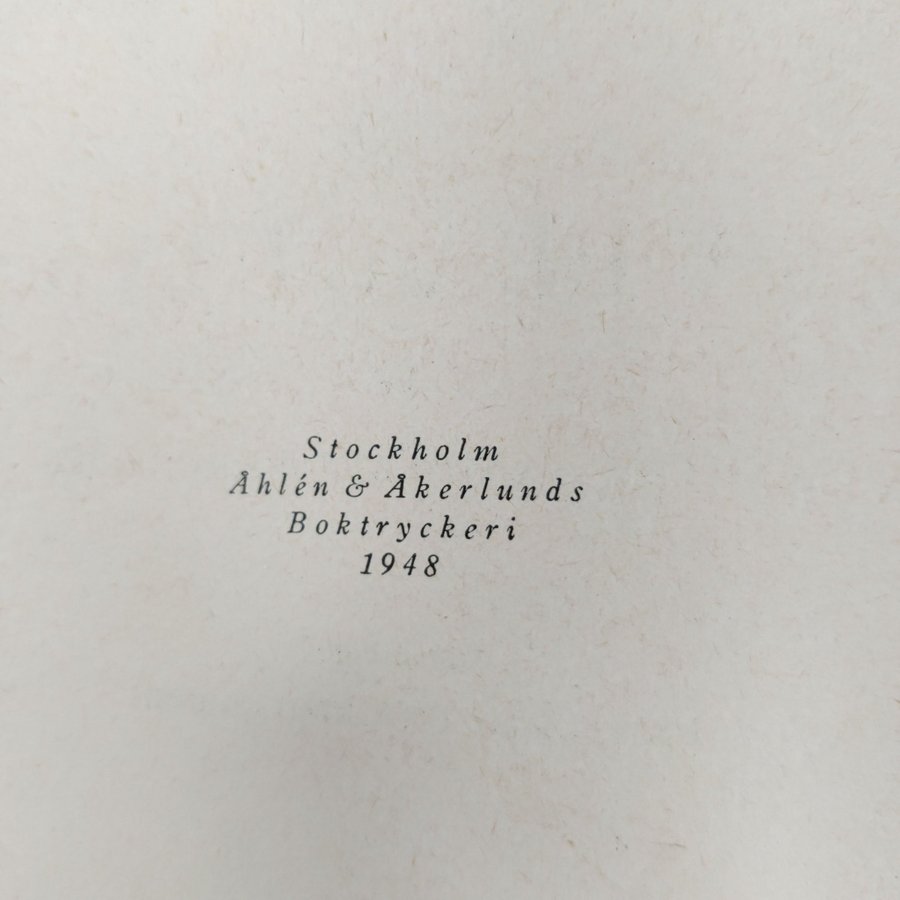 Stockholm
Åhlén & Åkerlunds
Boktryckeri
1948